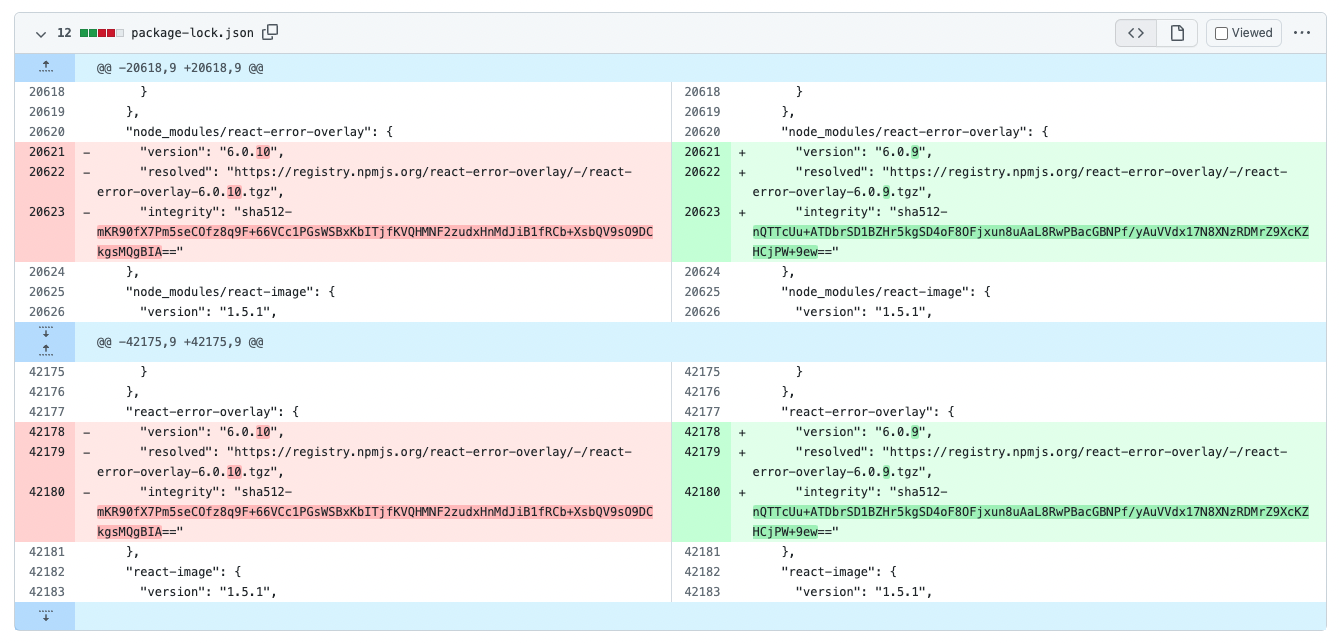 12 package-lock.json Viewed
@@ -20618,9 +20618,9 @@
20618 }
20619 },
20620 "node_modules/react-error-overlay": {
20621 - "version": "6.0.10",
20622 - "resolved": "https://registry.npmjs.org/react-error-overlay/-/react-
error-overlay-6.0.10.tgz",
20623 - "integrity": "sha512-
mKR90fX7Pm5seCOfz8q9F+66VCc1PGsWSBxKbITjfKVQHMNF2zudxHnMdJiB1fRCb+XsbQV9sO9DC
kgsMQgBIA=="
20624 },
20625 "node_modules/react-image": {
20626 "version": "1.5.1",
20618 }
20619 },
20620 "node_modules/react-error-overlay": {
20621 + "version": "6.0.9",
20622 + "resolved": "https://registry.npmjs.org/react-error-overlay/-/react-
error-overlay-6.0.9.tgz",
20623 + "integrity": "sha512-
nQTTcUu+ATDbrSD1BZHr5kgSD4oF8OFjxun8uAaL8RwPBacGBNPf/yAuVVdx17N8XNzRDMrZ9XcKZ
HCjPW+9ew=="
20624 },
20625 "node_modules/react-image": {
20626 "version": "1.5.1",
@@ -42175,9 +42175,9 @@
42175 }
42176 },
42177 "react-error-overlay": {
42178 - "version": "6.0.10",
42179 - "resolved": "https://registry.npmjs.org/react-error-overlay/-/react-
error-overlay-6.0.10.tgz",
42180 - "integrity": "sha512-
mKR90fX7Pm5seCOfz8q9F+66VCc1PGsWSBxKbITjfKVQHMNF2zudxHnMdJiB1fRCb+XsbQV9sO9DC
kgsMQgBIA=="
42181 },
42182 "react-image": {
42183 "version": "1.5.1",
42175 }
42176 },
42177 "react-error-overlay": {
42178 + "version": "6.0.9",
42179 + "resolved": "https://registry.npmjs.org/react-error-overlay/-/react-
error-overlay-6.0.9.tgz",
42180 + "integrity": "sha512-
nQTTcUu+ATDbrSD1BZHr5kgSD4oF8OFjxun8uAaL8RwPBacGBNPf/yAuVVdx17N8XNzRDMrZ9XcKZ
HCjPW+9ew=="
42181 },
42182 "react-image": {
42183 "version": "1.5.1",